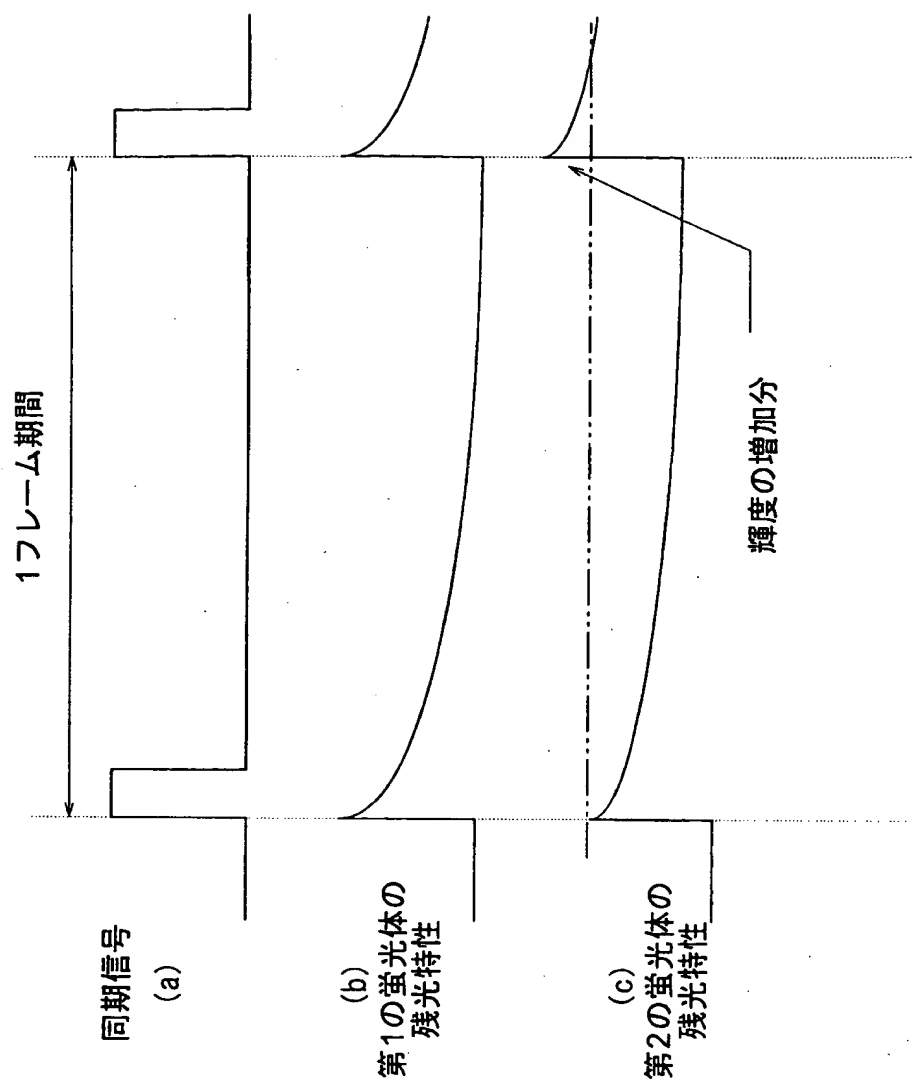 1フレーム期間
同期信号
(a)
(b)
第1の蛍光体の
残光特性
(c)
第2の蛍光体の
残光特性
輝度の増加分